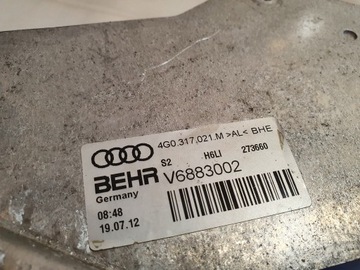 4G0.317.021.M >AL< BHE
S2 H6LI 273660
BEHR V6883002
Germany
08:48
19.07.12